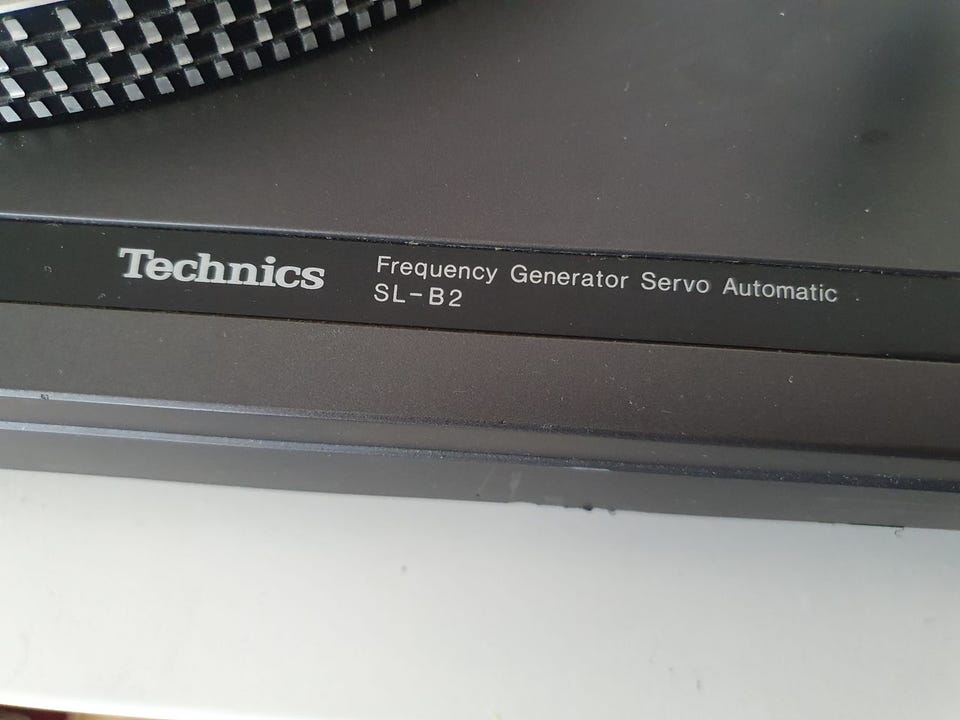 Technics
Frequency Generator Servo Automatic
SL-B2